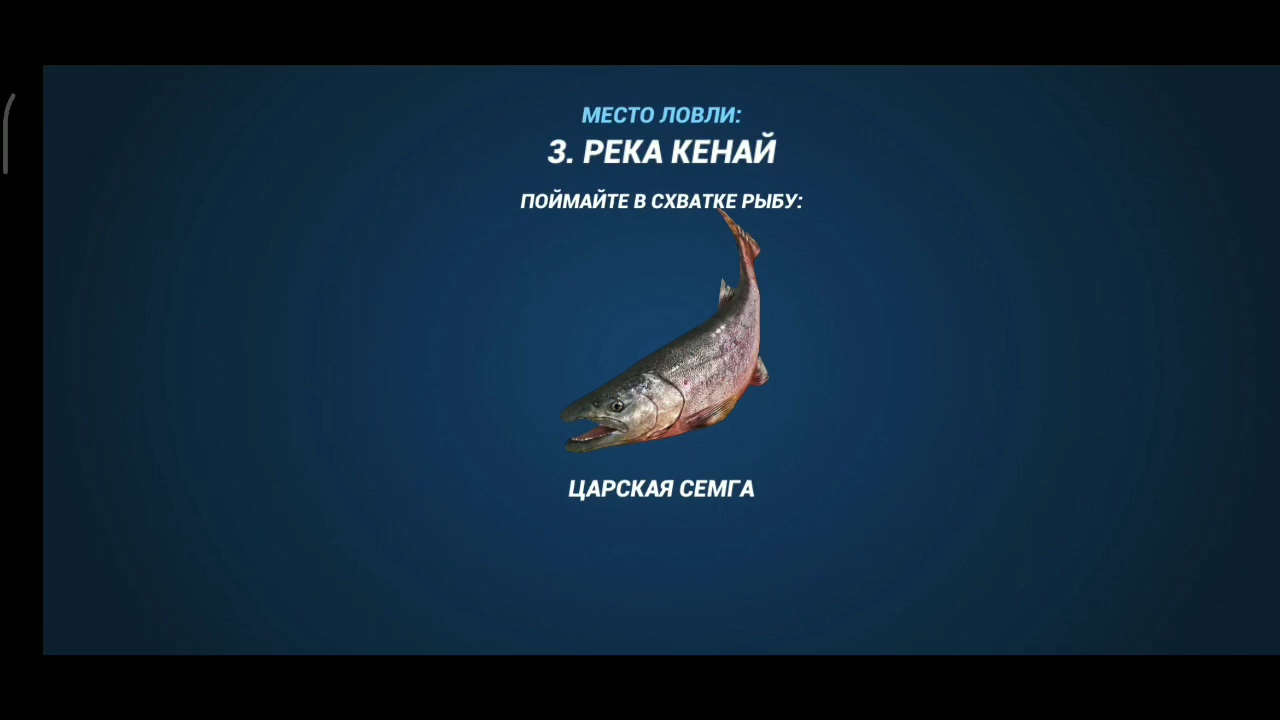 МЕСТО ЛОВЛИ:
3. РЕКА КЕНАЙ
ПОЙМАЙТЕ В СХВАТКЕ РЫБУ:
ЦАРСКАЯ СЕМГА